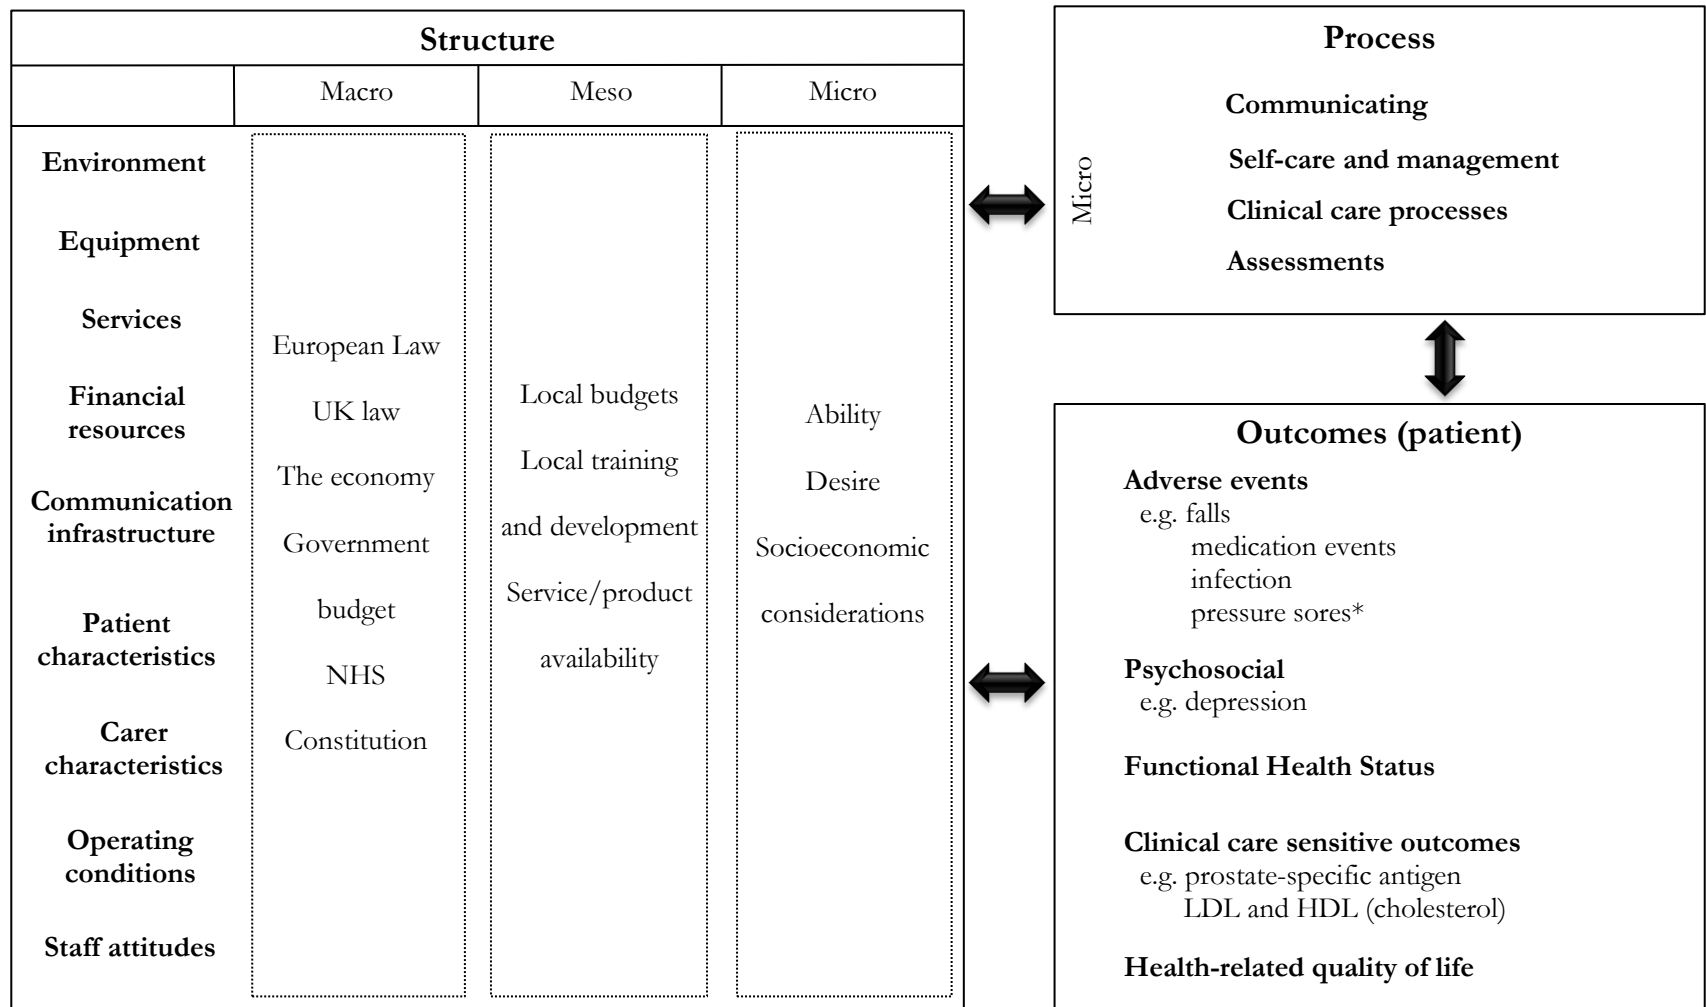 Structure
Macro
Meso
Micro
Environment
Equipment
Services
Financial
resources
Communication
infrastructure
Patient
characteristics
Carer
characteristics
Operating
conditions
Staff attitudes
European Law
UK law
The economy
Government
budget
NHS
Constitution
Local budgets
Local training
and development
Service/product
availability
Ability
Desire
Socioeconomic
considerations
Process
Micro
Communicating
Self-care and management
Clinical care processes
Assessments
Outcomes (patient)
Adverse events
e.g. falls
medication events
infection
pressure sores*
Psychosocial
e.g. depression
Functional Health Status
Clinical care sensitive outcomes
e.g. prostate-specific antigen
LDL and HDL (cholesterol)
Health-related quality of life